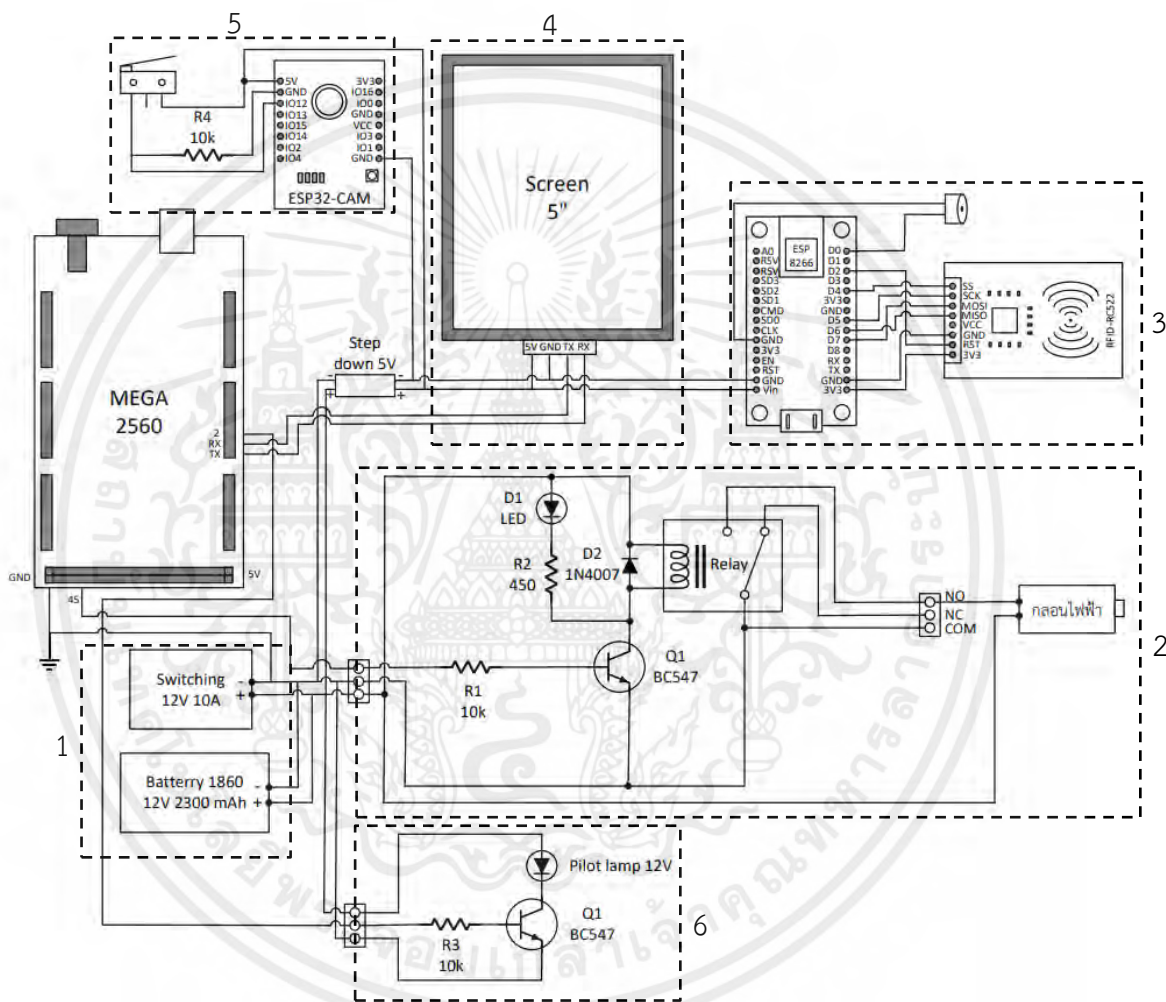 5
R4
10k
5V
GND
IO12
IO13
IO15
IO14
IO2
IO4
3V3
IO16
IO0
GND
VCC
IO3
IO1
GND
ESP32-CAM
4
Screen
5"
5V GND TX RX
3
ESP
8266
A0
RSV
RSV
SD3
SD2
SD1
CMD
SD0
CLK
GND
3V3
EN
RST
GND
Vin
D0
D1
D2
D3
D4
3V3
GND
D5
D6
D7
D8
RX
TX
GND
3V3
SS
SCK
MOSI
MISO
VCC
GND
RST
3V3
RFID-RC522
MEGA
2560
2
RX
TX
GND
5V
45
Step
down 5V
-
+
-
+
2
D1
LED
R2
450
D2
1N4007
Relay
NO
NC
COM
กลอนไฟฟ้า
R1
10k
Q1
BC547
1
Switching
12V 10A
-
+
Batterry 1860
12V 2300 mAh
-
+
6
Pilot lamp 12V
R3
10k
Q1
BC547